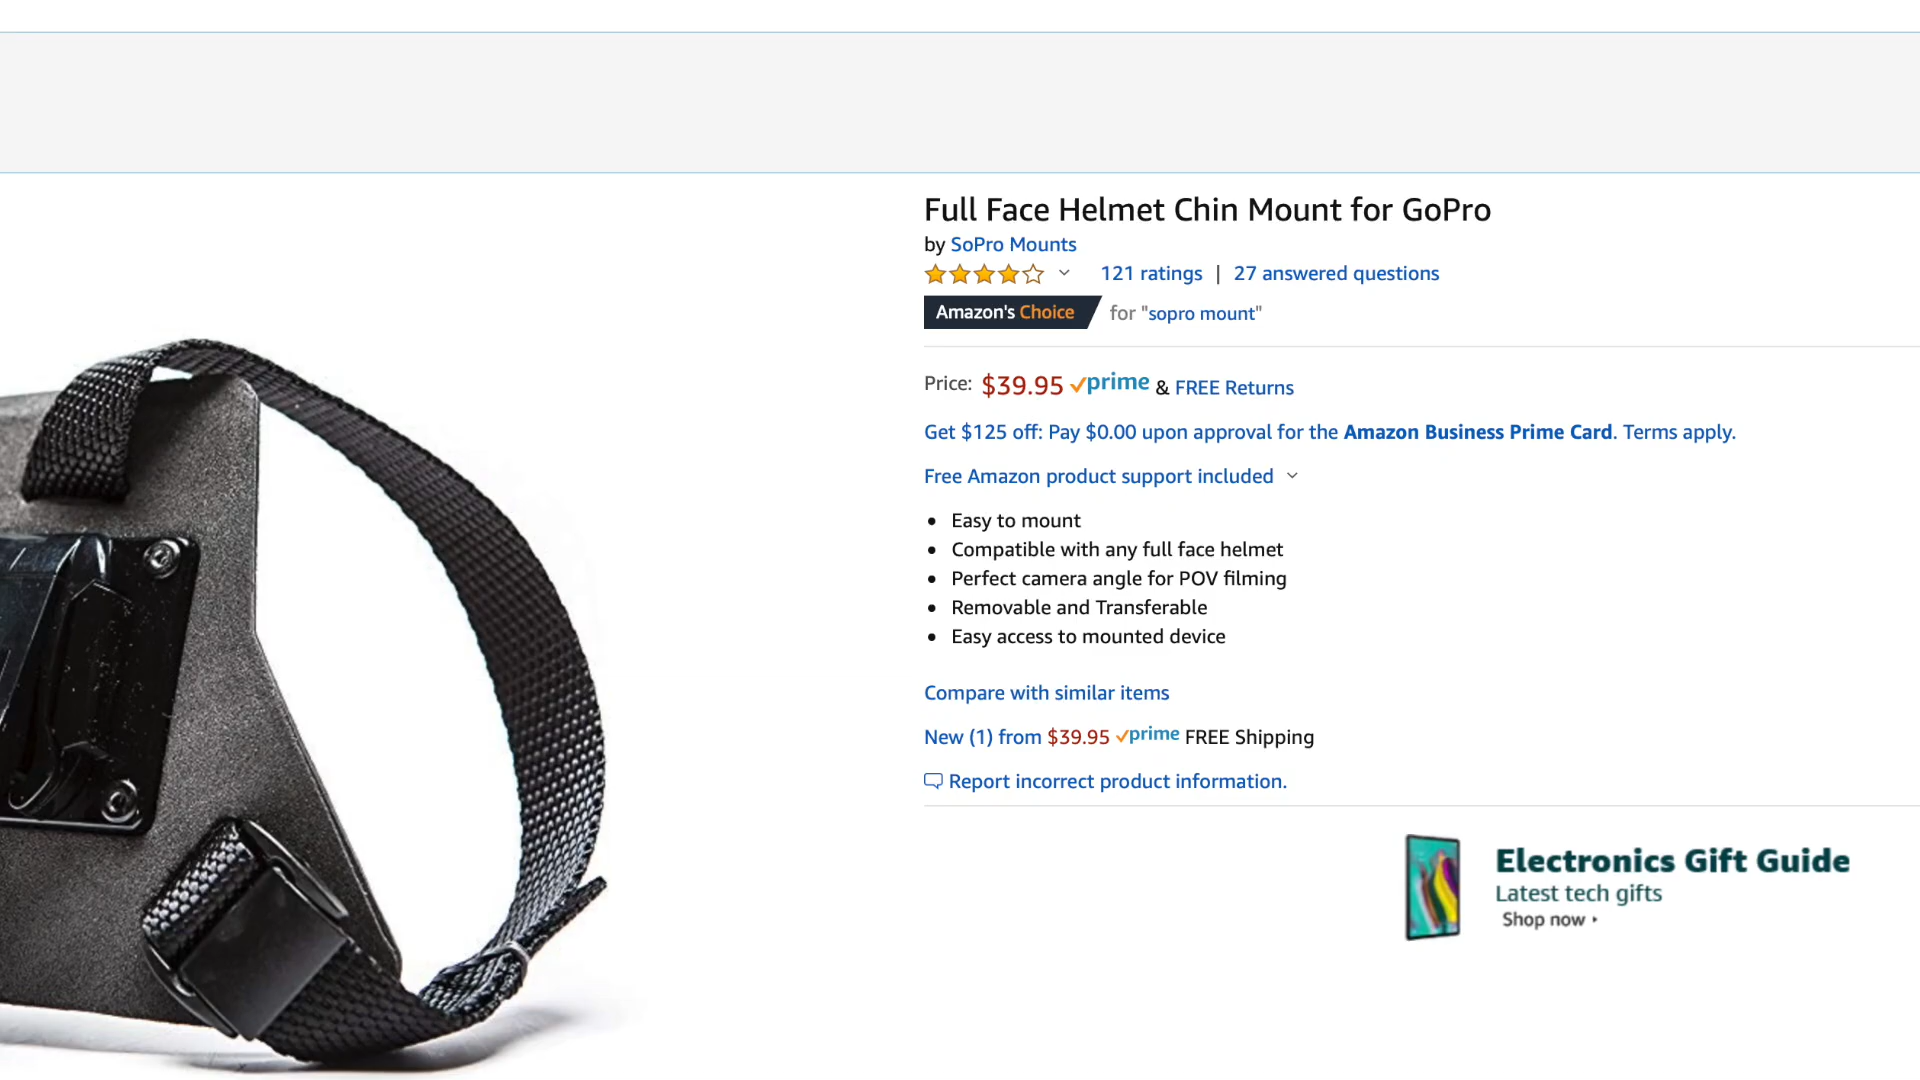 Full Face Helmet Chin Mount for GoPro
by SoPro Mounts
121 ratings | 27 answered questions
Amazon's Choice for "sopro mount"
Price: $39.95 prime & FREE Returns
Get $125 off: Pay $0.00 upon approval for the Amazon Business Prime Card. Terms apply.
Free Amazon product support included
• Easy to mount
• Compatible with any full face helmet
• Perfect camera angle for POV filming
• Removable and Transferable
• Easy access to mounted device
Compare with similar items
New (1) from $39.95 prime FREE Shipping
Report incorrect product information.
Electronics Gift Guide
Latest tech gifts
Shop now